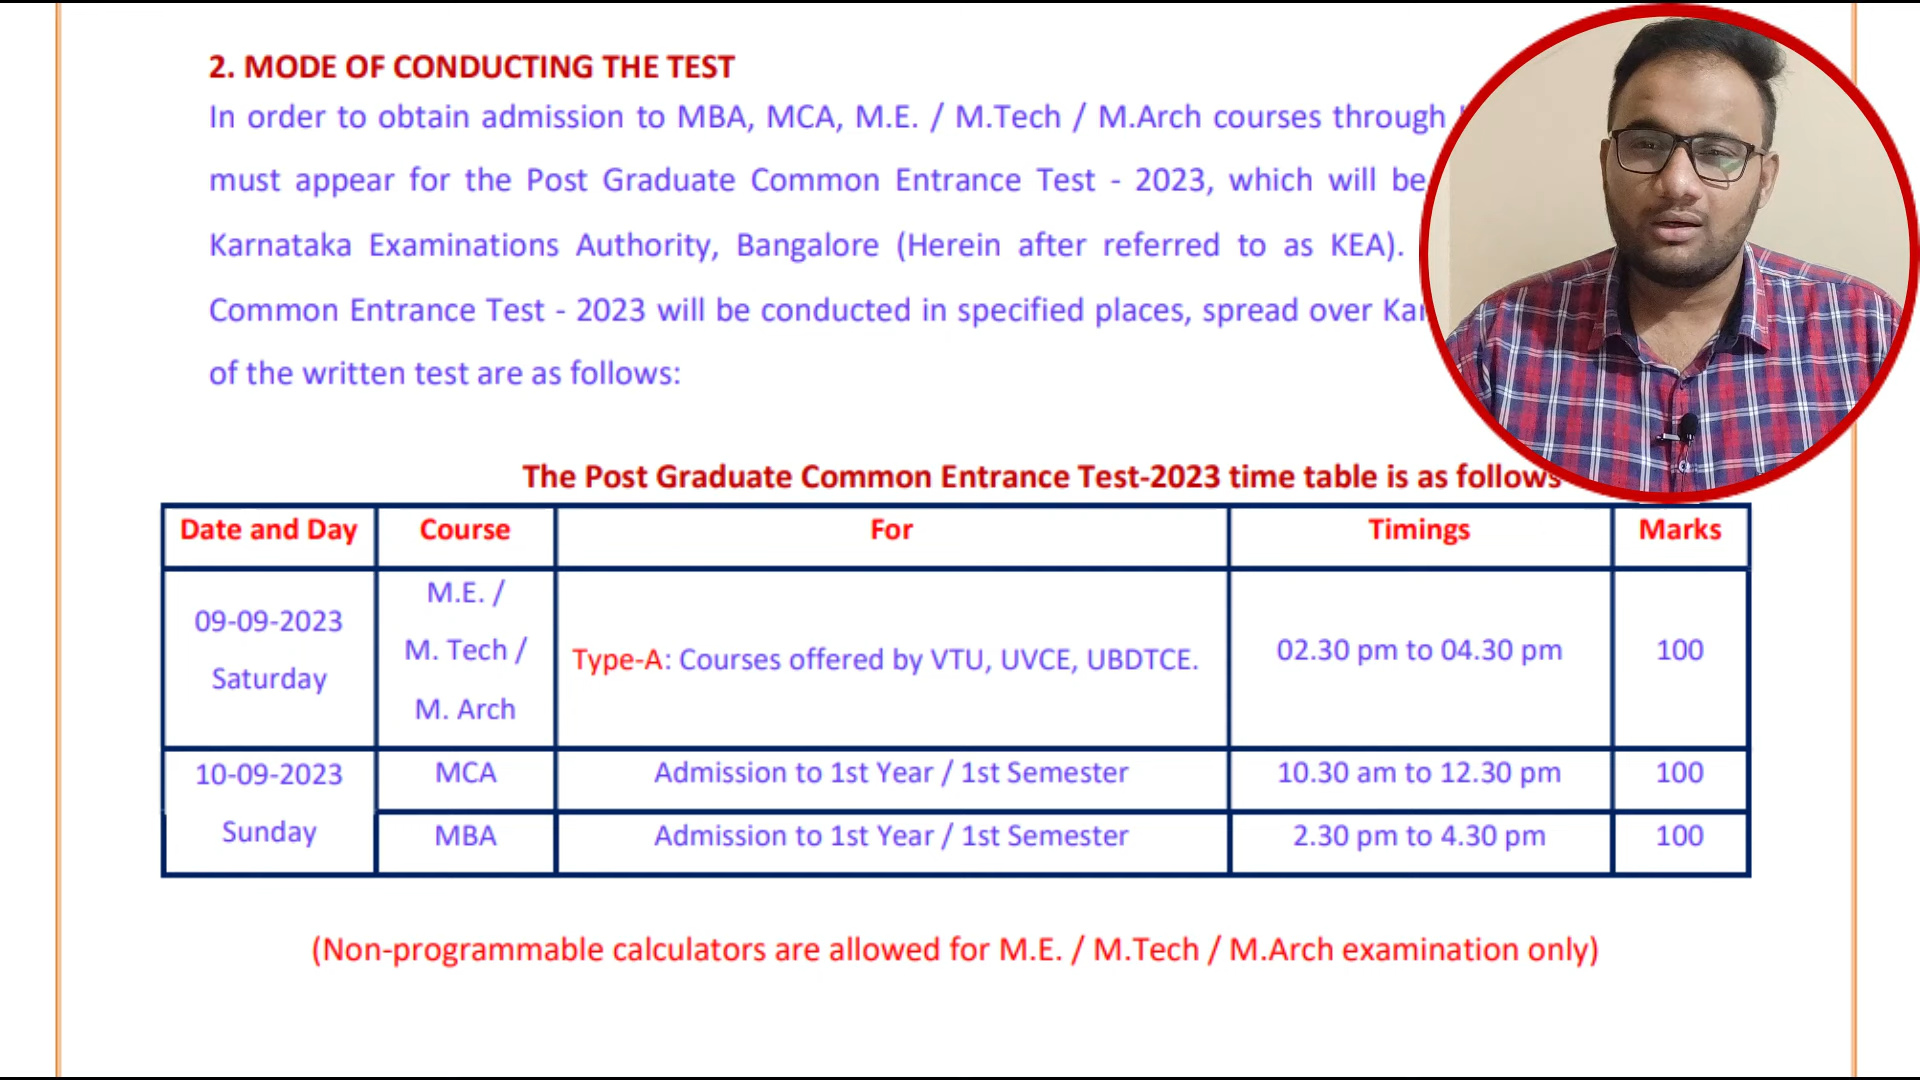 2. MODE OF CONDUCTING THE TEST
In order to obtain admission to MBA, MCA, M.E. / M.Tech / M.Arch courses through
must appear for the Post Graduate Common Entrance Test - 2023, which will be
Karnataka Examinations Authority, Bangalore (Herein after referred to as KEA).
Common Entrance Test - 2023 will be conducted in specified places, spread over
of the written test are as follows:
The Post Graduate Common Entrance Test-2023 time table is as follows
Date and Day Course For Timings Marks
09-09-2023
Saturday
M.E. /
M. Tech /
M. Arch
Type-A: Courses offered by VTU, UVCE, UBDTCE.
02.30 pm to 04.30 pm
100
10-09-2023
Sunday
MCA Admission to 1st Year / 1st Semester 10.30 am to 12.30 pm 100
MBA Admission to 1st Year / 1st Semester 2.30 pm to 4.30 pm 100
(Non-programmable calculators are allowed for M.E. / M.Tech / M.Arch examination only)